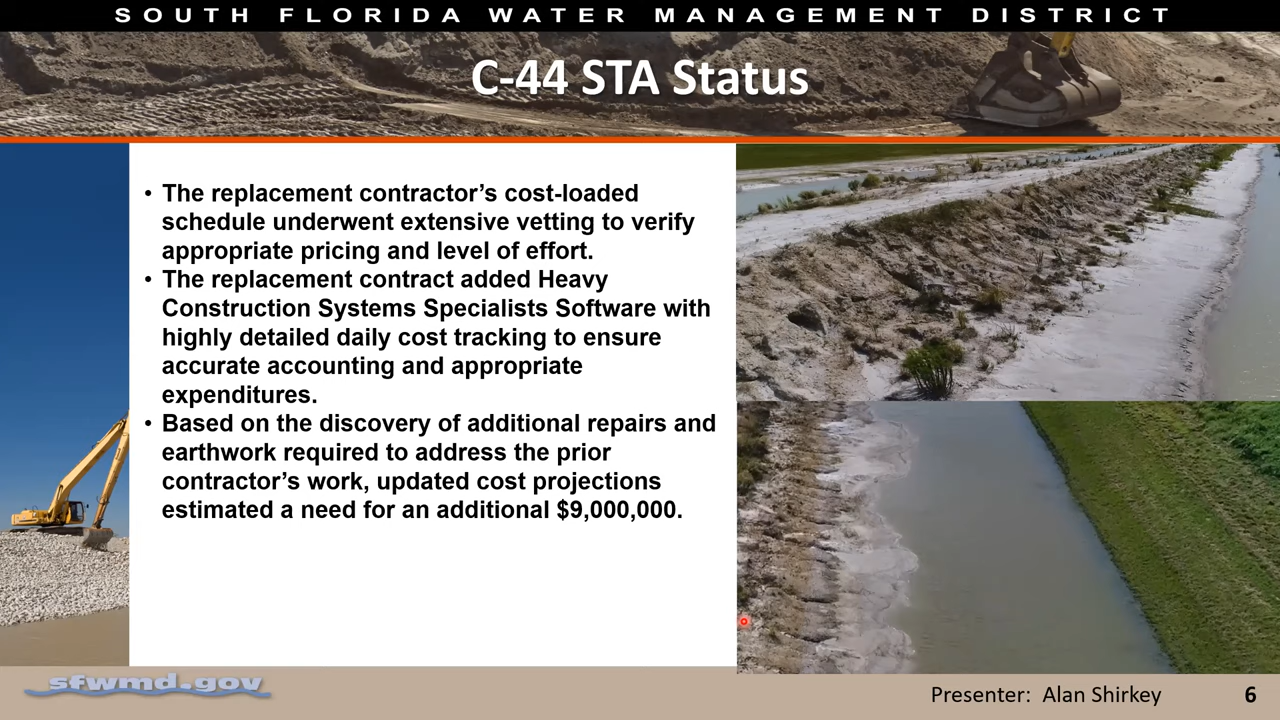 SOUTH FLORIDA WATER MANAGEMENT DISTRICT
C-44 STA Status
• The replacement contractor’s cost-loaded
schedule underwent extensive vetting to verify
appropriate pricing and level of effort.
• The replacement contract added Heavy
Construction Systems Specialists Software with
highly detailed daily cost tracking to ensure
accurate accounting and appropriate
expenditures.
• Based on the discovery of additional repairs and
earthwork required to address the prior
contractor’s work, updated cost projections
estimated a need for an additional $9,000,000.
sfwmd.gov
Presenter: Alan Shirkey
6